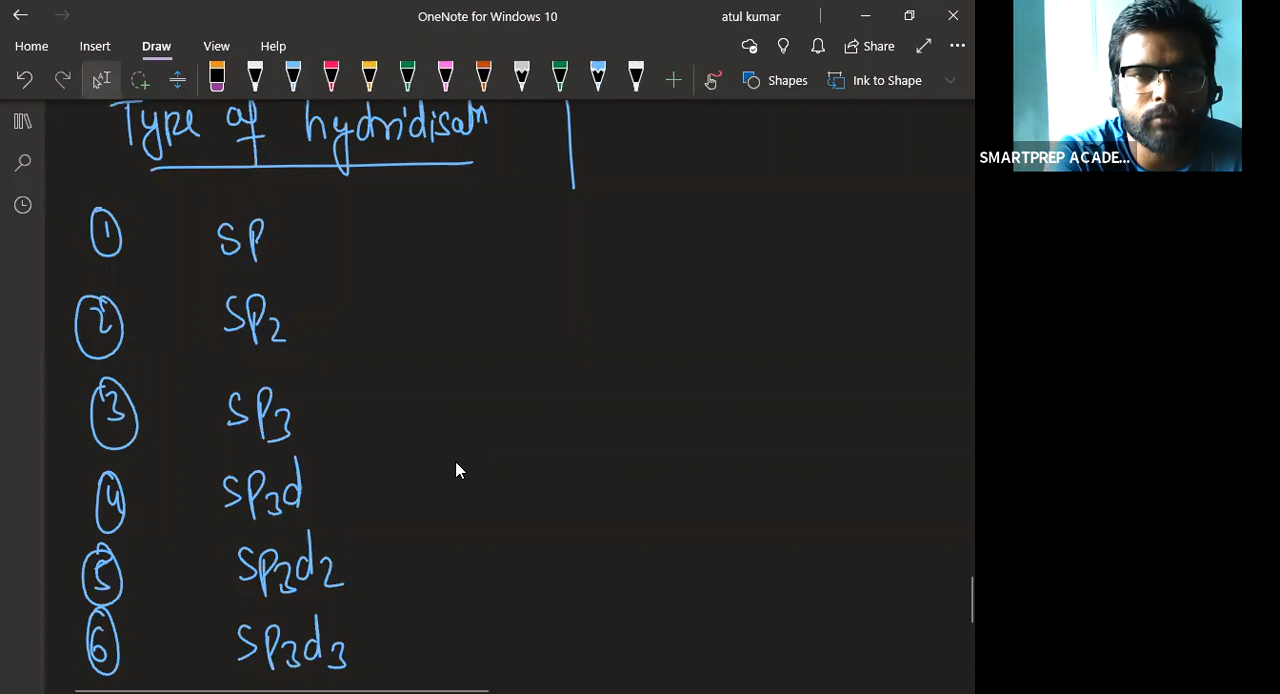 OneNote for Windows 10
atul kumar
Home Insert Draw View Help
Share
Shapes
Ink to Shape
SMARTPREP ACADE...
Type of hydridisatn
1 SP
2 SP2
3 SP3
4 SP3d
5 SP3d2
6 SP3d3